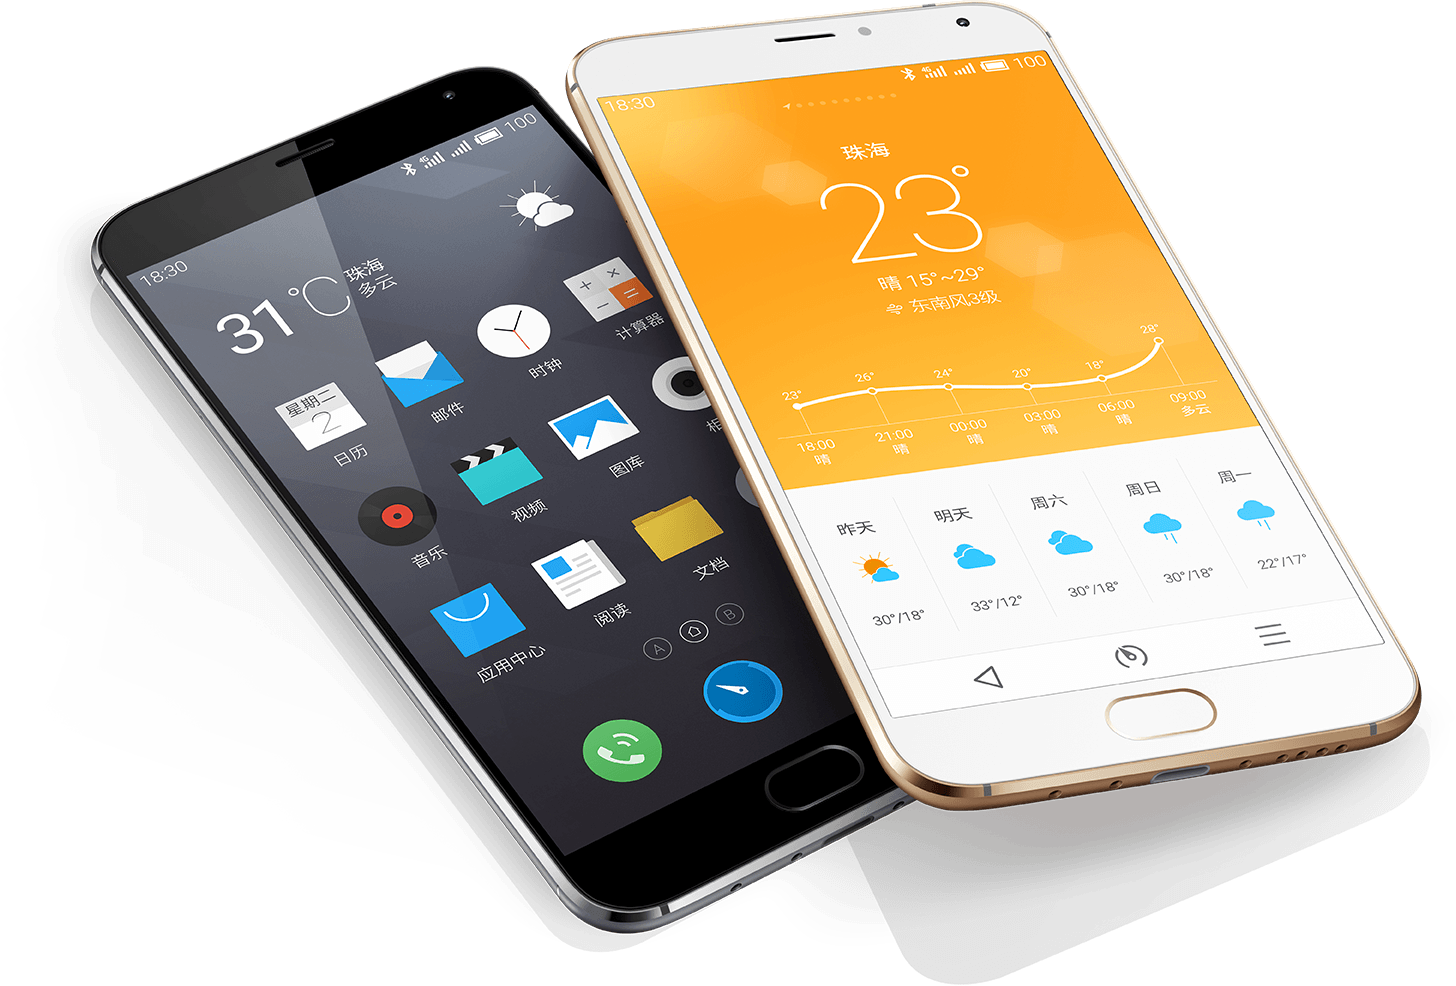 18:30
4G
100
31°C
珠海
多云
星期二
2
日历
邮件
时钟
计算器
音乐
视频
图库
应用中心
阅读
文档
A
B
18:30
4G
100
珠海
23°
晴 15°~29°
东南风3级
23°
26°
24°
20°
18°
28°
18:00
21:00
00:00
03:00
06:00
09:00
晴
晴
晴
晴
晴
多云
昨天
明天
周六
周日
周一
30°/18°
33°/12°
30°/18°
30°/18°
22°/17°